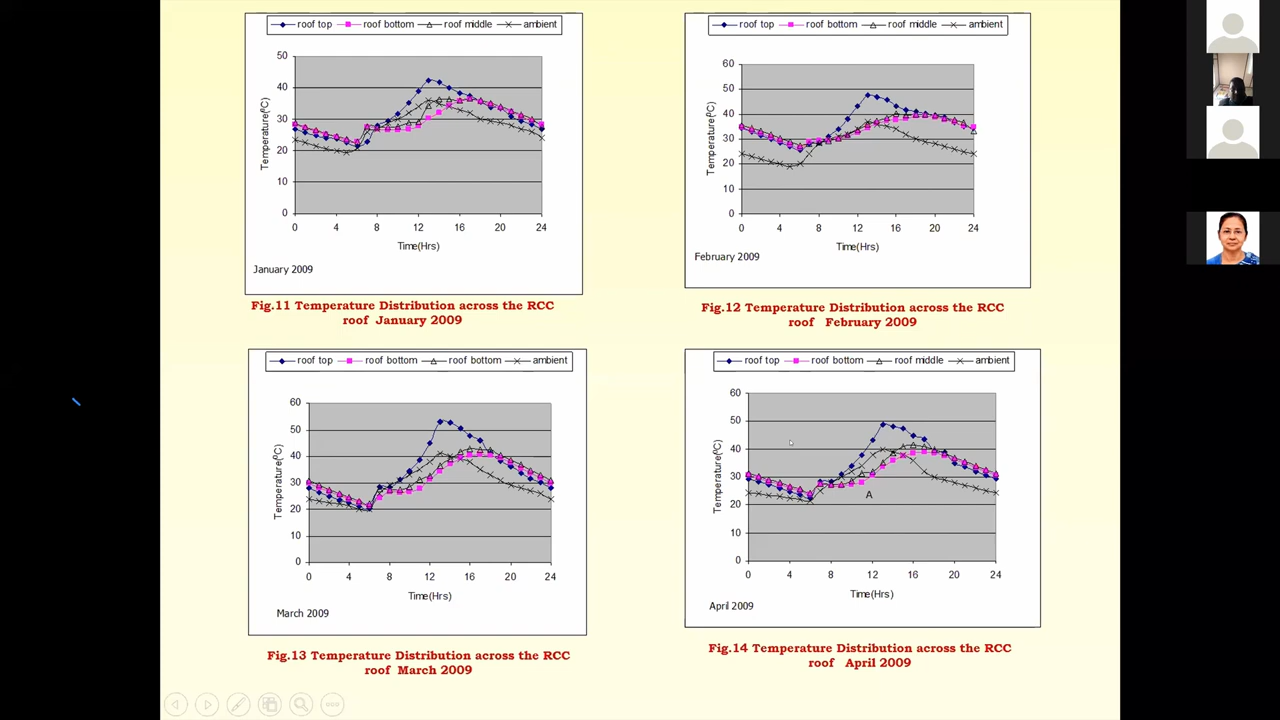 roof top roof bottom roof middle ambient
50
40
30
20
10
0
Temperature(⁰C)
0 4 8 12 16 20 24
Time(Hrs)
January 2009
Fig.11 Temperature Distribution across the RCC
roof January 2009
roof top roof bottom roof middle ambient
60
50
40
30
20
10
0
Temperature(⁰C)
0 4 8 12 16 20 24
Time(Hrs)
February 2009
Fig.12 Temperature Distribution across the RCC
roof February 2009
roof top roof bottom roof bottom ambient
60
50
40
30
20
10
0
Temperature(⁰C)
0 4 8 12 16 20 24
Time(Hrs)
March 2009
Fig.13 Temperature Distribution across the RCC
roof March 2009
roof top roof bottom roof middle ambient
60
50
40
30
20
10
0
Temperature(⁰C)
A
0 4 8 12 16 20 24
Time(Hrs)
April 2009
Fig.14 Temperature Distribution across the RCC
roof April 2009